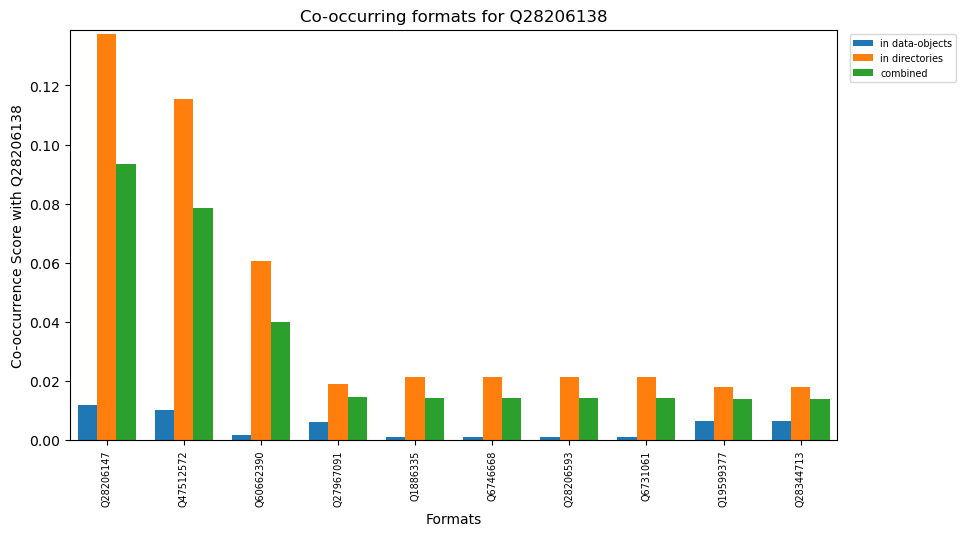 Co-occurring formats for Q28206138
in data-objects
in directories
combined
Co-occurrence Score with Q28206138
0.12
0.10
0.08
0.06
0.04
0.02
0.00
Q28206147
Q47512572
Q60662390
Q27967091
Q1886335
Q6746668
Q28206593
Q6731061
Q19599377
Q28344713
Formats